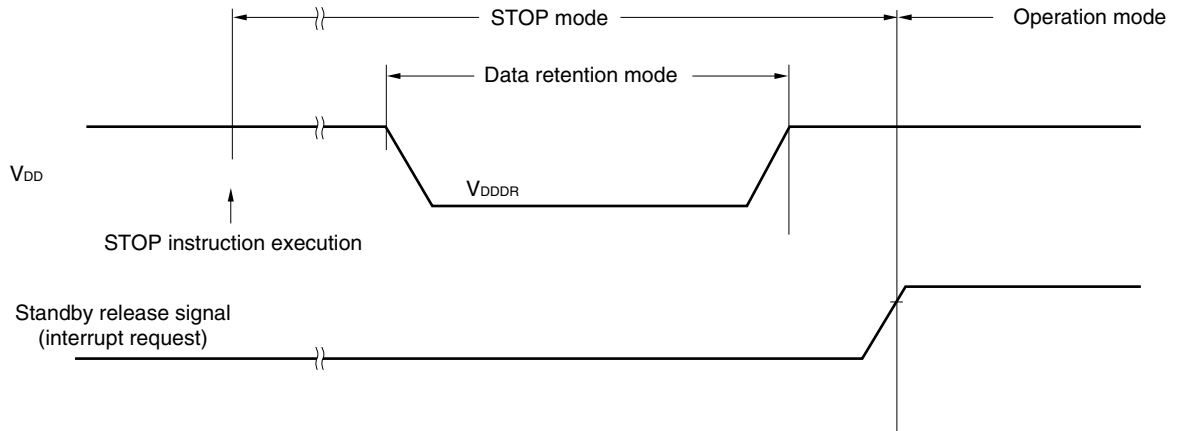 STOP mode
Operation mode
Data retention mode
VDD
VDDDR
STOP instruction execution
Standby release signal
(interrupt request)